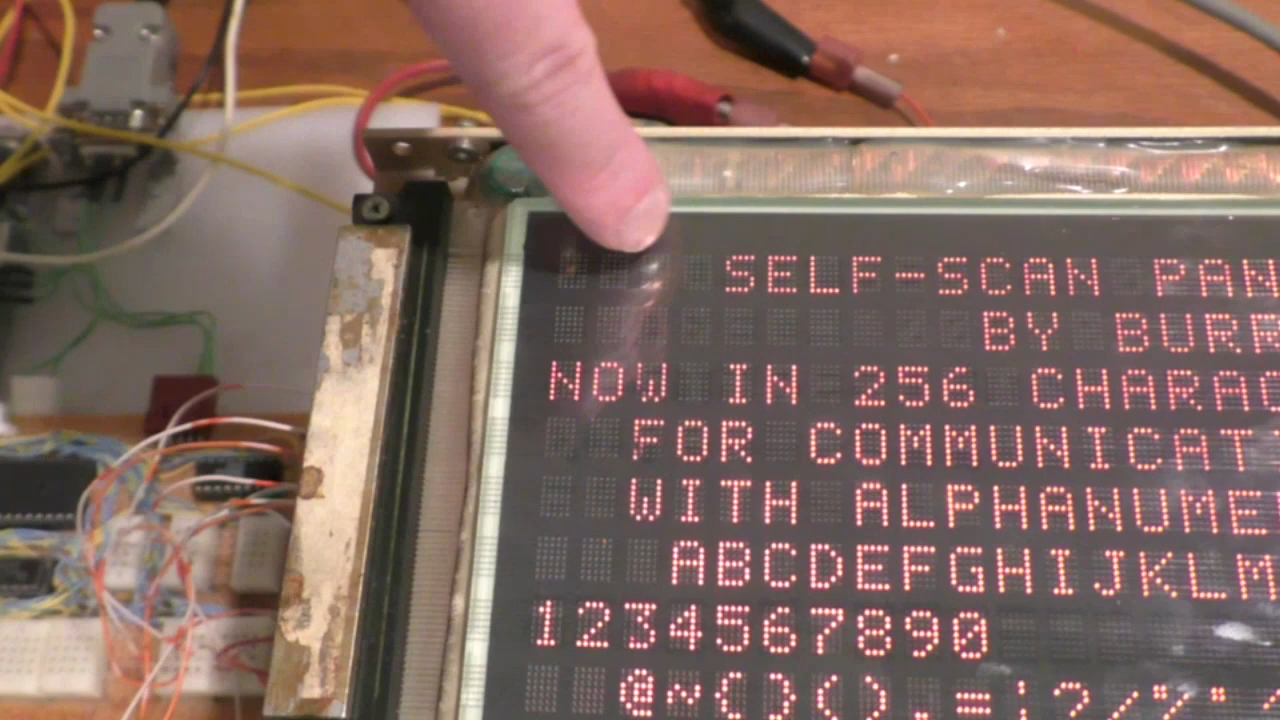 SELF-SCAN PAN
BY BURR
NOW IN 256 CHARAC
FOR COMMUNICAT
WITH ALPHANUME
ABCDEFGHIJKLM
1234567890
@~{}().=¦?/%"/